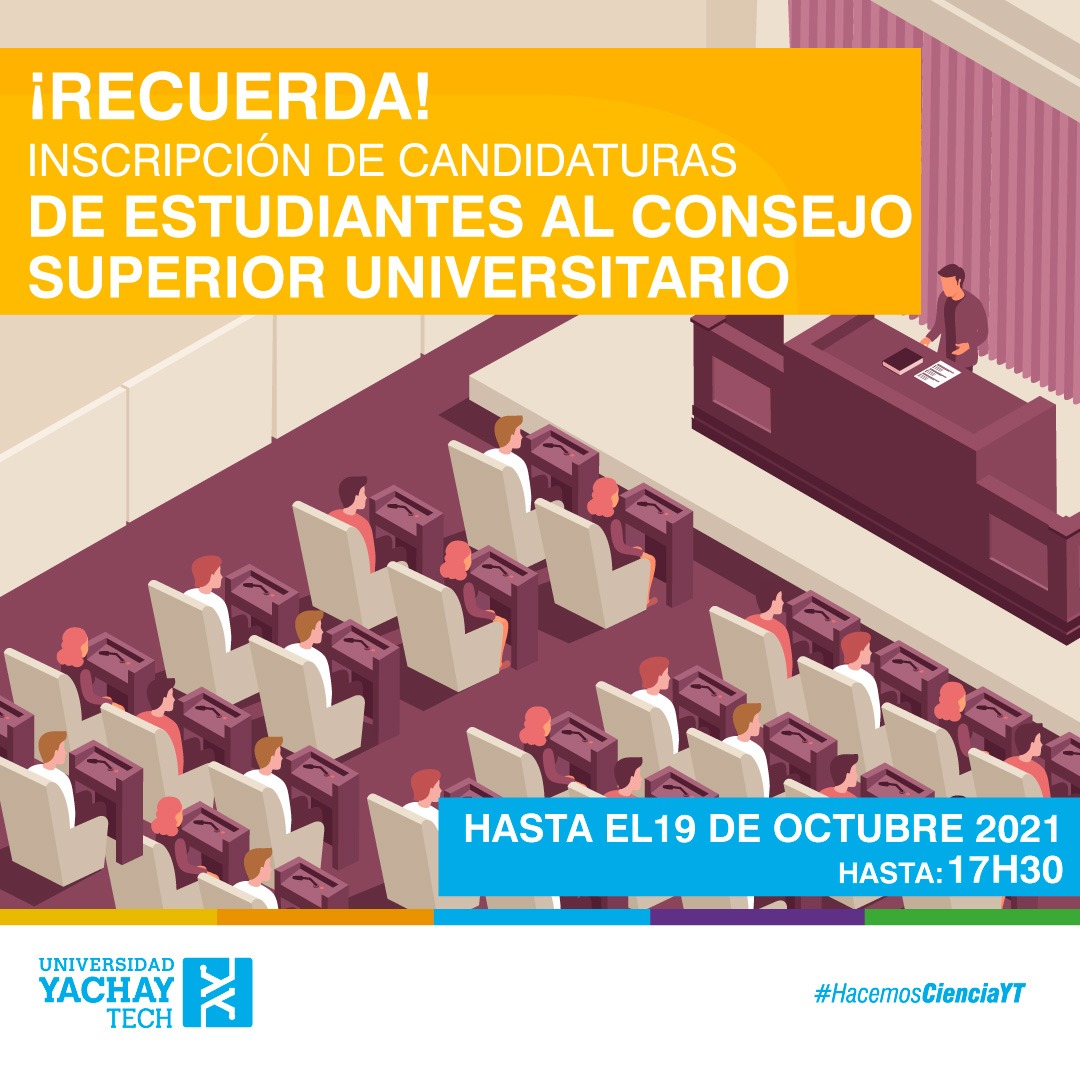 ¡RECUERDA!
INSCRIPCIÓN DE CANDIDATURAS
DE ESTUDIANTES AL CONSEJO
SUPERIOR UNIVERSITARIO
HASTA EL19 DE OCTUBRE 2021
HASTA: 17H30
UNIVERSIDAD
YACHAY
TECH
#HacemosCienciaYT